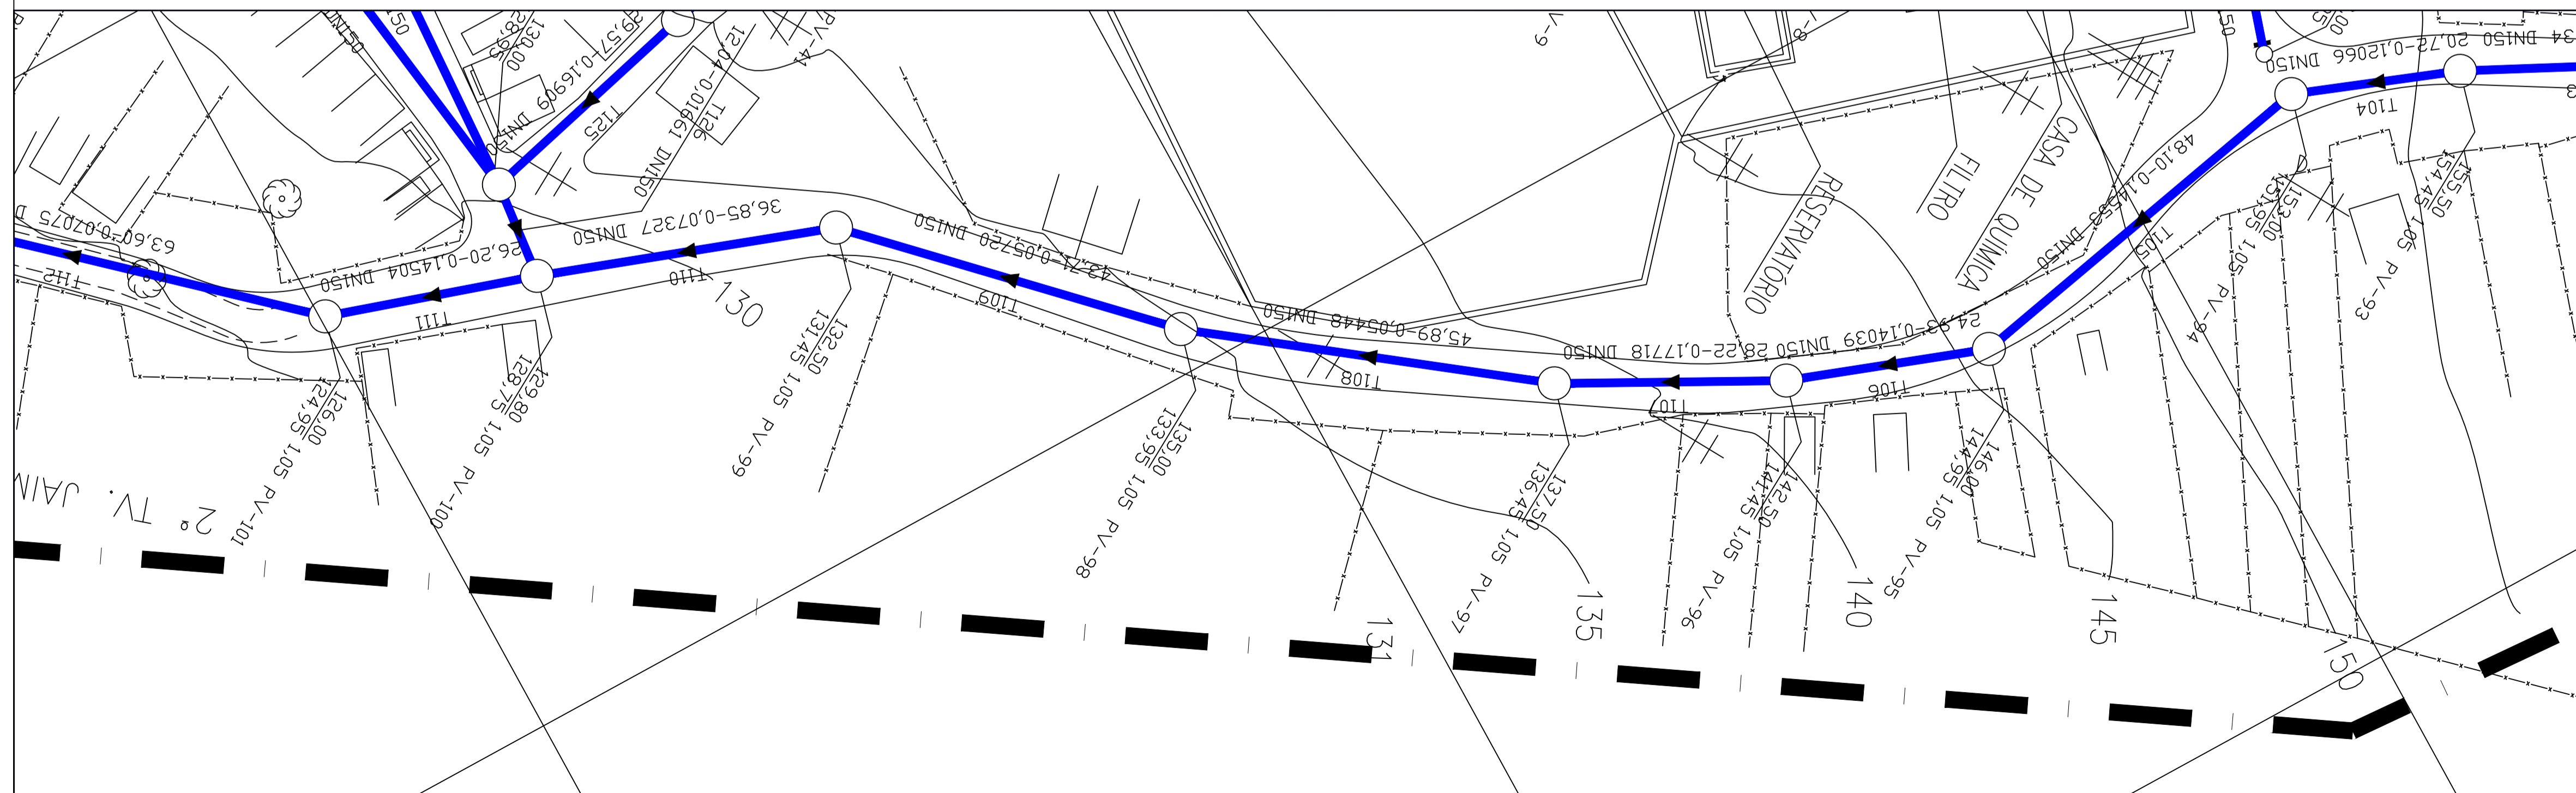 DN150
128,95
130,00
39,57-0,16909
DN150
T125
12,04-0,01661 DN150
T126
PV-41
V-9
RESERVATÓRIO
FILTRO
CASA DE QUÍMICA
34 DN150
20,72-0,12066 DN150
T104
48,10-0,14553 DN150
T105
155,50
154,45 1,05 PV-93
153,00
151,95 1,05 PV-94
24,93-0,14039 DN150
T106
146,00
144,95 1,05 PV-95
28,22-0,17718 DN150
T107
142,50
141,45 1,05 PV-96
45,89-0,05448 DN150
T108
137,50
136,45 1,05 PV-97
43,71-0,05720 DN150
T109
135,00
133,95 1,05 PV-98
36,85-0,07327 DN150
T110
132,50
131,45 1,05 PV-99
26,20-0,14504 DN150
T111
129,80
128,75 1,05 PV-100
63,60-0,07075 D
T112
126,00
124,95 1,05 PV-101
2ª TV. JAIM
130
131
135
140
145
150